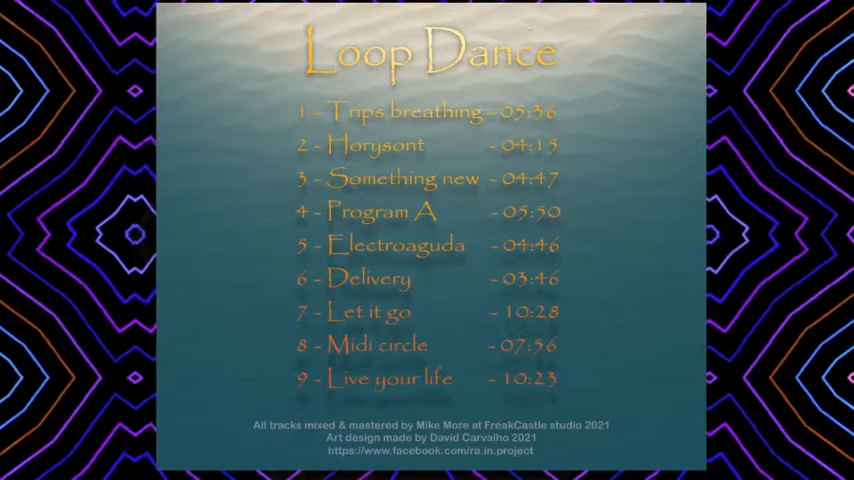 Loop Dance
1 - Trips breathing - 05:36
2 - Horysont - 04:15
3 - Something new - 04:47
4 - Program A - 05:50
5 - Electroaguda - 04:46
6 - Delivery - 03:46
7 - Let it go - 10:28
8 - Midi circle - 07:56
9 - Live your life - 10:23
All tracks mixed & mastered by Mike More at FreakCastle studio 2021
Art design made by David Carvalho 2021
https://www.facebook.com/ra.in.project